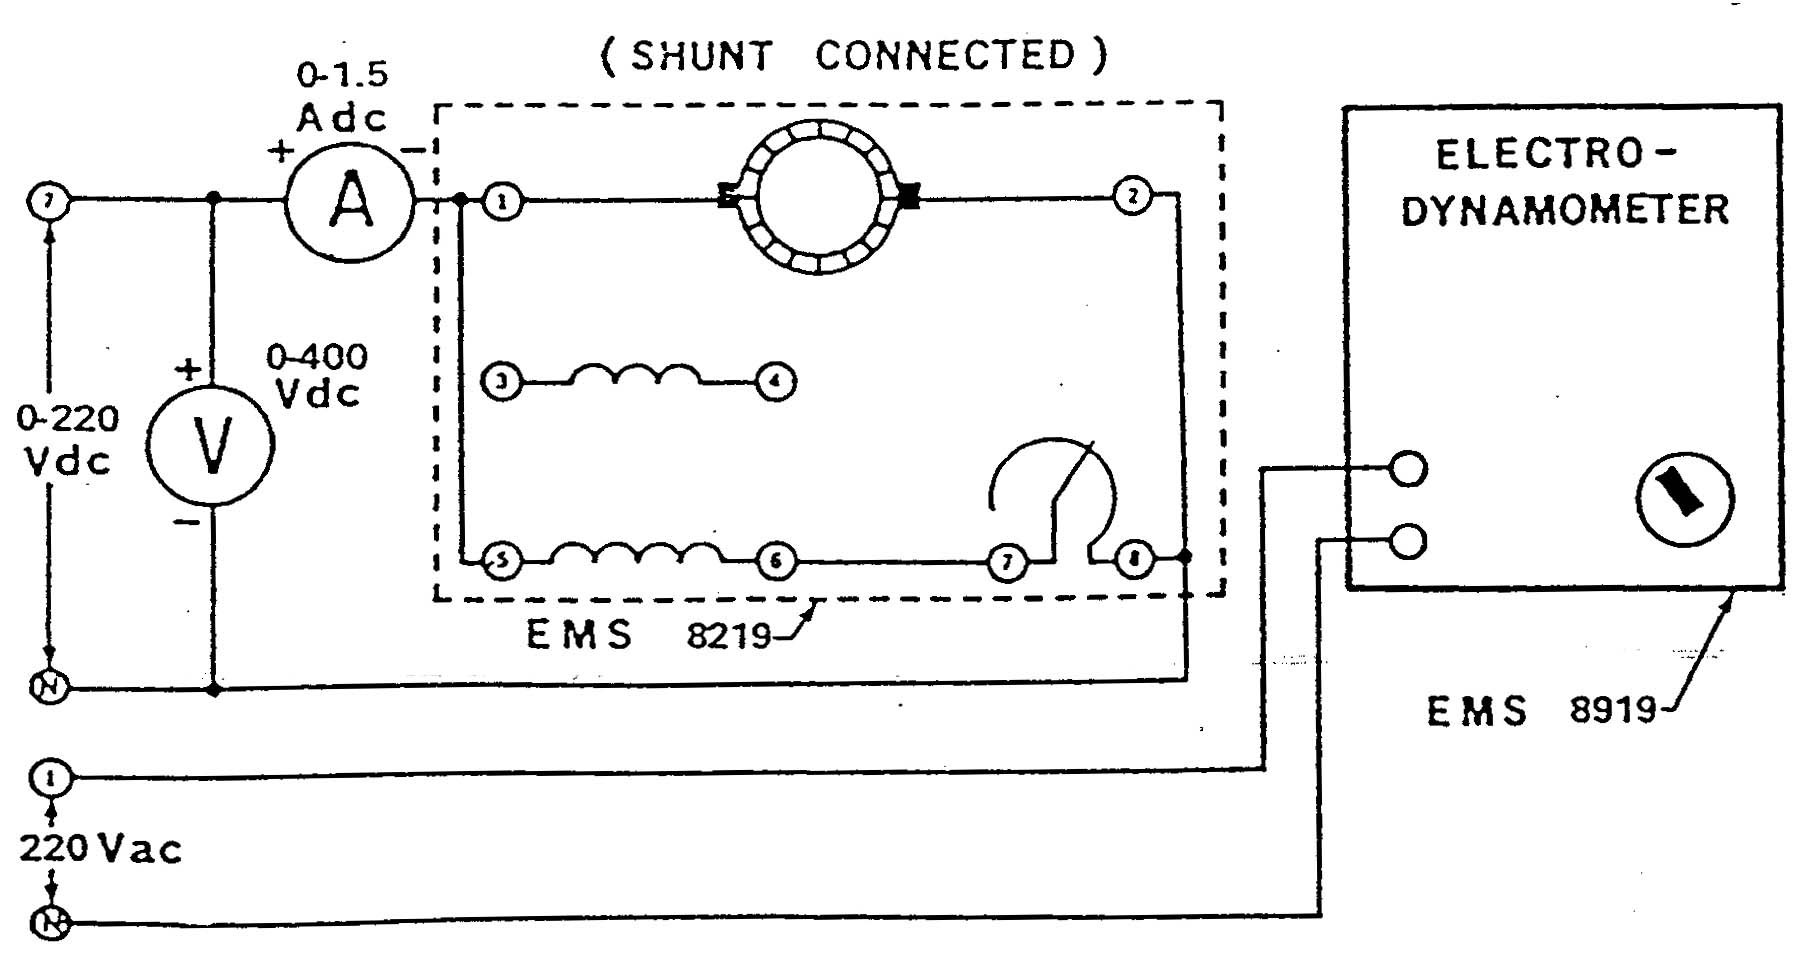 ( SHUNT CONNECTED )
0-1.5
Adc
+ −
A
7
1
2
ELECTRO-
DYNAMOMETER
+
0-400
Vdc
V
−
0-220
Vdc
3
4
5
6
7
8
EMS 8219
N
EMS 8919
1
220 Vac
N